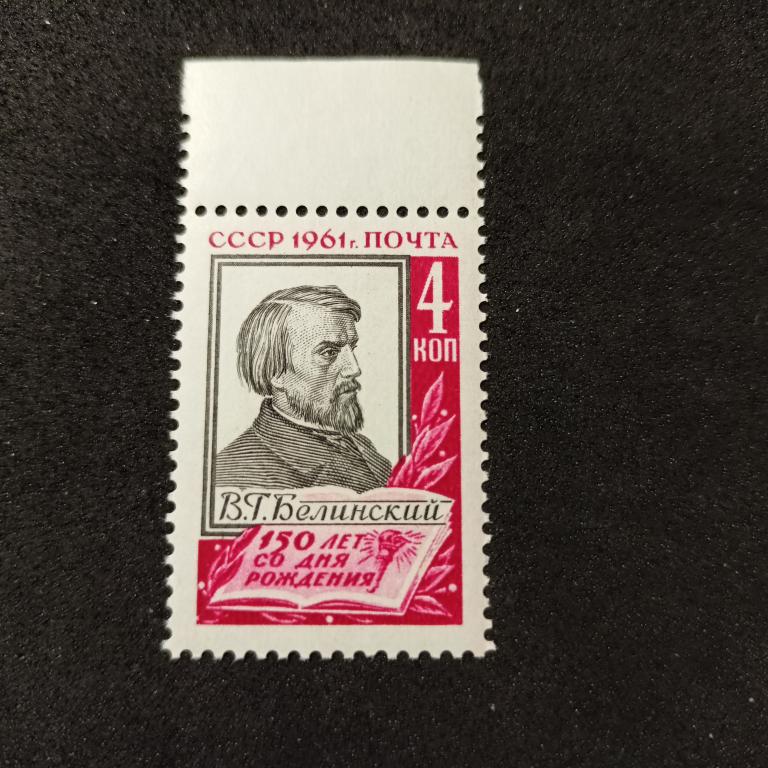 СССР 1961г. ПОЧТА
4
КОП
В.Г.Белинский
150 ЛЕТ
СО ДНЯ
РОЖДЕНИЯ